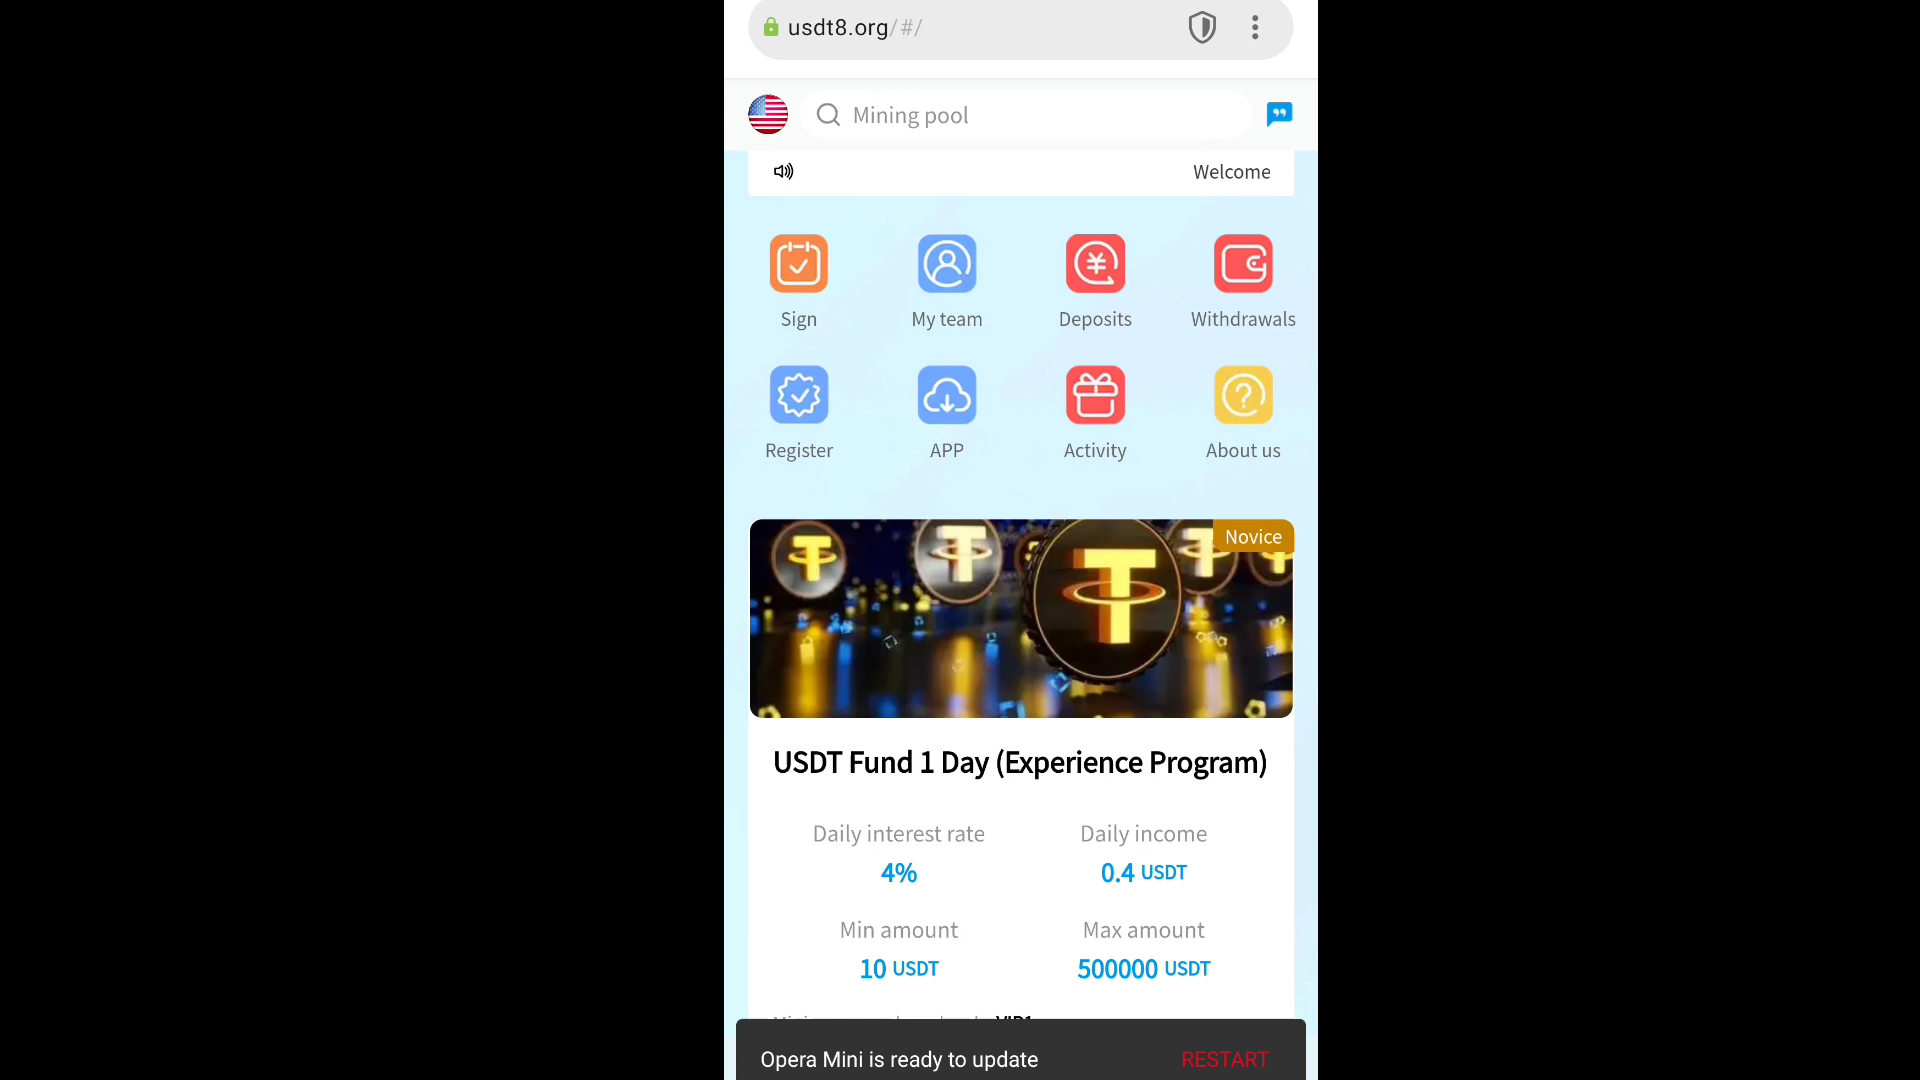 usdt8.org/#/
Mining pool
Welcome
Sign
My team
Deposits
Withdrawals
Register
APP
Activity
About us
Novice
USDT Fund 1 Day (Experience Program)
Daily interest rate
Daily income
4%
0.4 USDT
Min amount
Max amount
10 USDT
500000 USDT
VIP1
Opera Mini is ready to update
RESTART